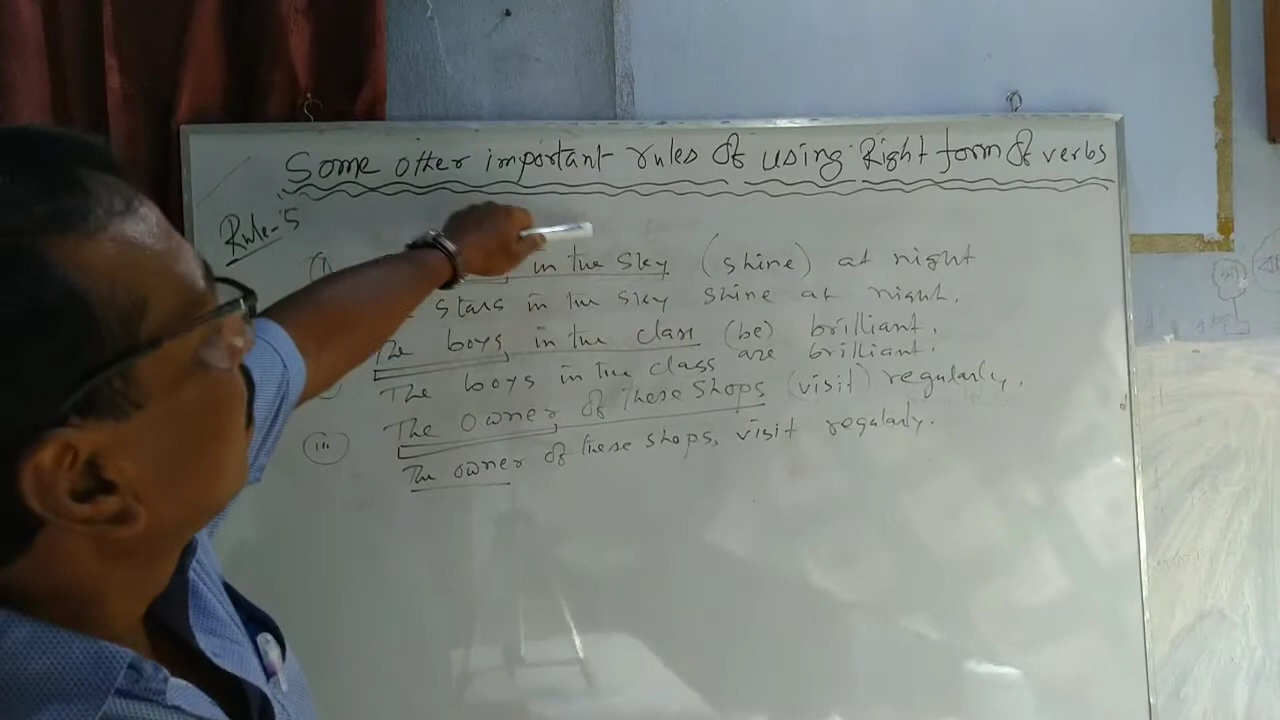 Some other important rules of using Right form of verbs
Rule-5
(i) in the sky (shine) at night
stars in the sky shine at night.
The boys in the class (be) brilliant.
The boys in the class are brilliant.
The owner of these shops (visit) regularly.
(iii) The owner of these shops, visit regularly.